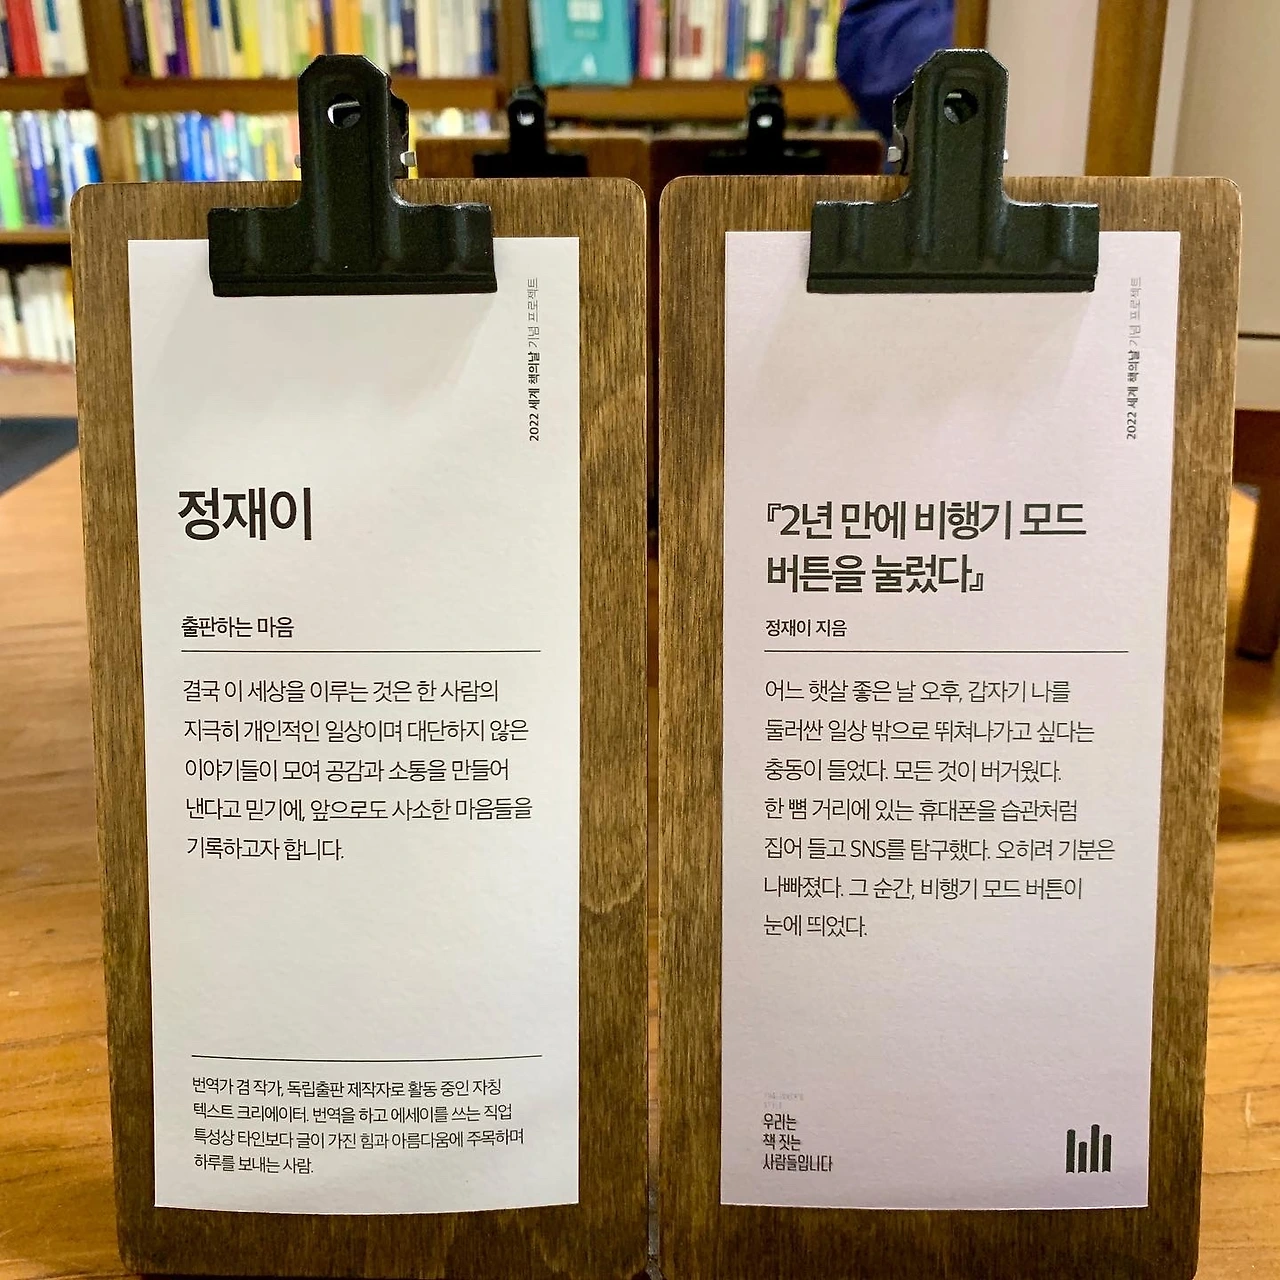 2022 세계 책의날 기념 프로젝트
정재이
출판하는 마음
결국 이 세상을 이루는 것은 한 사람의
지극히 개인적인 일상이며 대단하지 않은
이야기들이 모여 공감과 소통을 만들어
낸다고 믿기에, 앞으로도 사소한 마음들을
기록하고자 합니다.
번역가 겸 작가, 독립출판 제작자로 활동 중인 자칭
텍스트 크리에이터. 번역을 하고 에세이를 쓰는 직업
특성상 타인보다 글이 가진 힘과 아름다움에 주목하며
하루를 보내는 사람.
2022 세계 책의날 기념 프로젝트
『2년 만에 비행기 모드
버튼을 눌렀다』
정재이 지음
어느 햇살 좋은 날 오후, 갑자기 나를
둘러싼 일상 밖으로 뛰쳐나가고 싶다는
충동이 들었다. 모든 것이 버거웠다.
한 뼘 거리에 있는 휴대폰을 습관처럼
집어 들고 SNS를 탐구했다. 오히려 기분은
나빠졌다. 그 순간, 비행기 모드 버튼이
눈에 띄었다.
우리는
책 짓는
사람들입니다